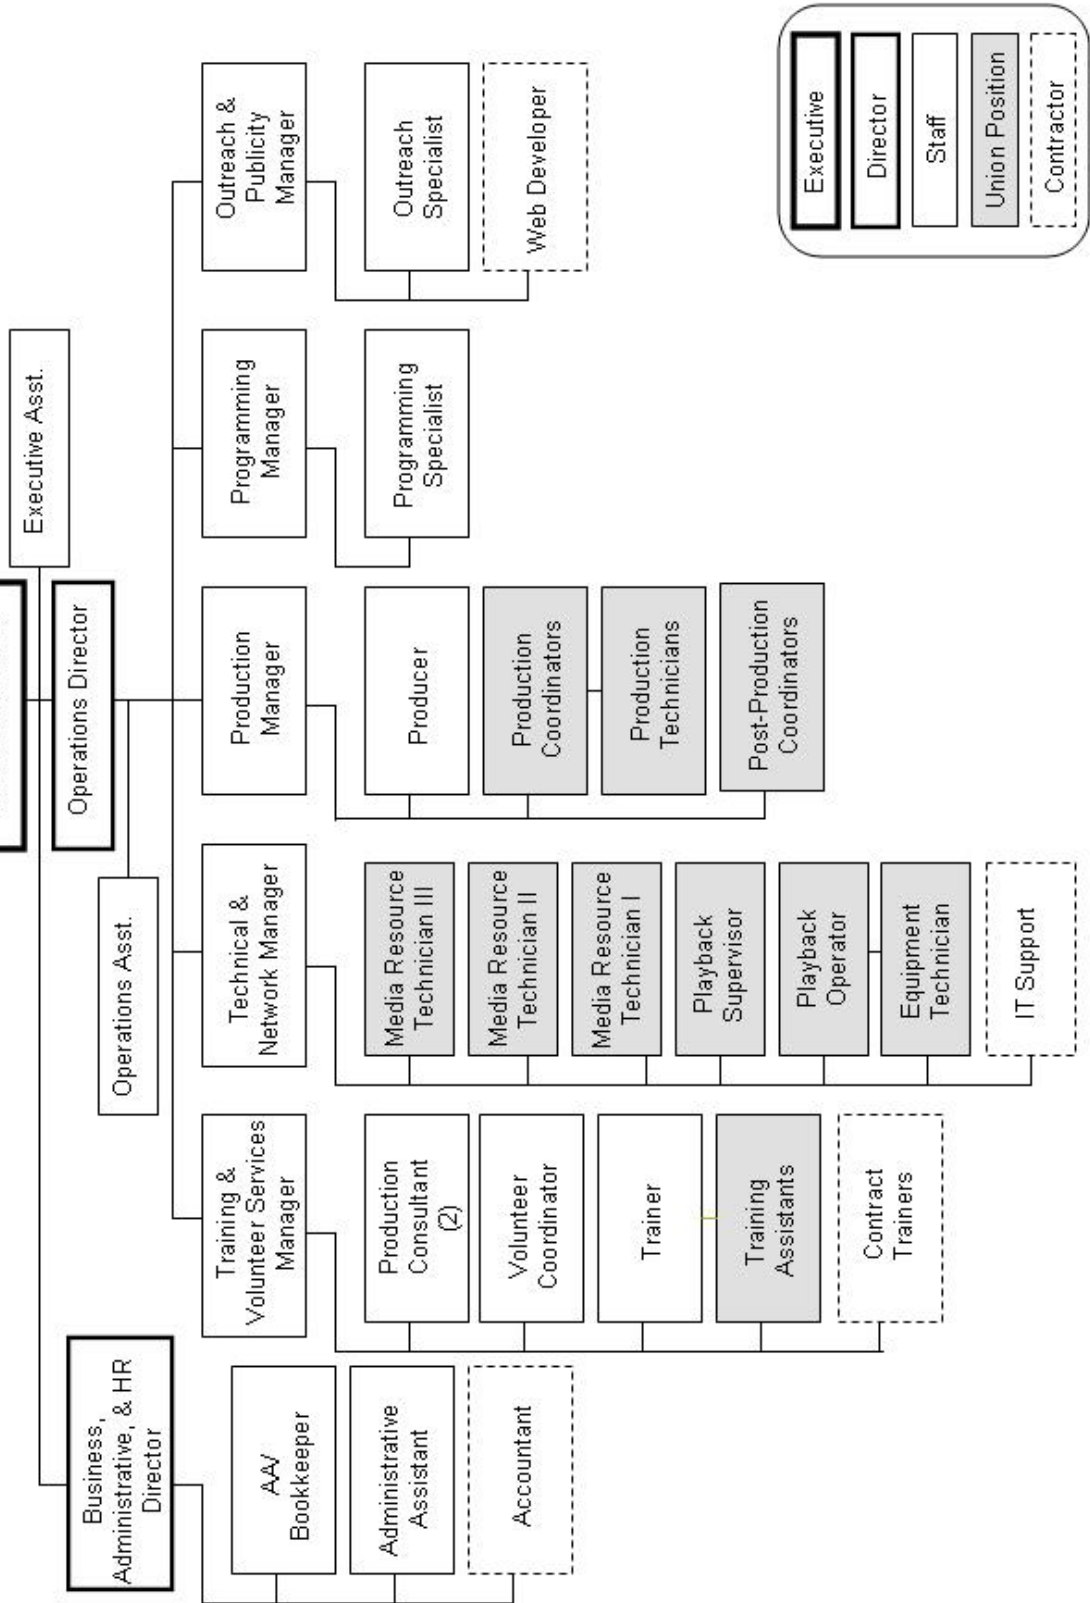 Executive Asst.
Operations Director
Operations Asst.
Business,
Administrative, & HR
Director
AA/
Bookkeeper
Administrative
Assistant
Accountant
Training &
Volunteer Services
Manager
Production
Consultant
(2)
Volunteer
Coordinator
Trainer
Training
Assistants
Contract
Trainers
Technical &
Network Manager
Media Resource
Technician III
Media Resource
Technician II
Media Resource
Technician I
Playback
Supervisor
Playback
Operator
Equipment
Technician
IT Support
Production
Manager
Producer
Production
Coordinators
Production
Technicians
Post-Production
Coordinators
Programming
Manager
Programming
Specialist
Outreach &
Publicity
Manager
Outreach
Specialist
Web Developer
Executive
Director
Staff
Union Position
Contractor